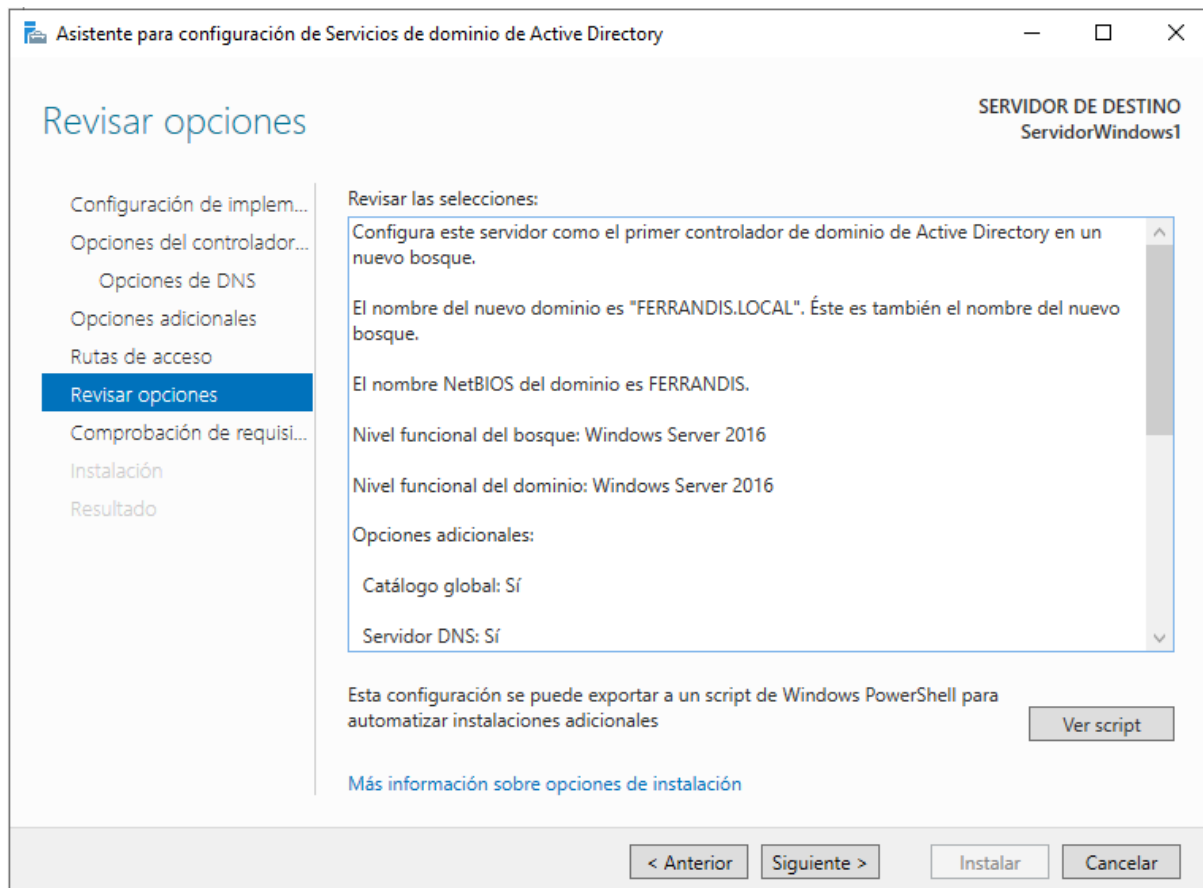 Asistente para configuración de Servicios de dominio de Active Directory
Revisar opciones
SERVIDOR DE DESTINO
ServidorWindows1
Configuración de implem...
Opciones del controlador...
Opciones de DNS
Opciones adicionales
Rutas de acceso
Revisar opciones
Comprobación de requisi...
Instalación
Resultado
Revisar las selecciones:
Configura este servidor como el primer controlador de dominio de Active Directory en un
nuevo bosque.
El nombre del nuevo dominio es "FERRANDIS.LOCAL". Éste es también el nombre del nuevo
bosque.
El nombre NetBIOS del dominio es FERRANDIS.
Nivel funcional del bosque: Windows Server 2016
Nivel funcional del dominio: Windows Server 2016
Opciones adicionales:
Catálogo global: Sí
Servidor DNS: Sí
Esta configuración se puede exportar a un script de Windows PowerShell para
automatizar instalaciones adicionales
Ver script
Más información sobre opciones de instalación
< Anterior
Siguiente >
Instalar
Cancelar